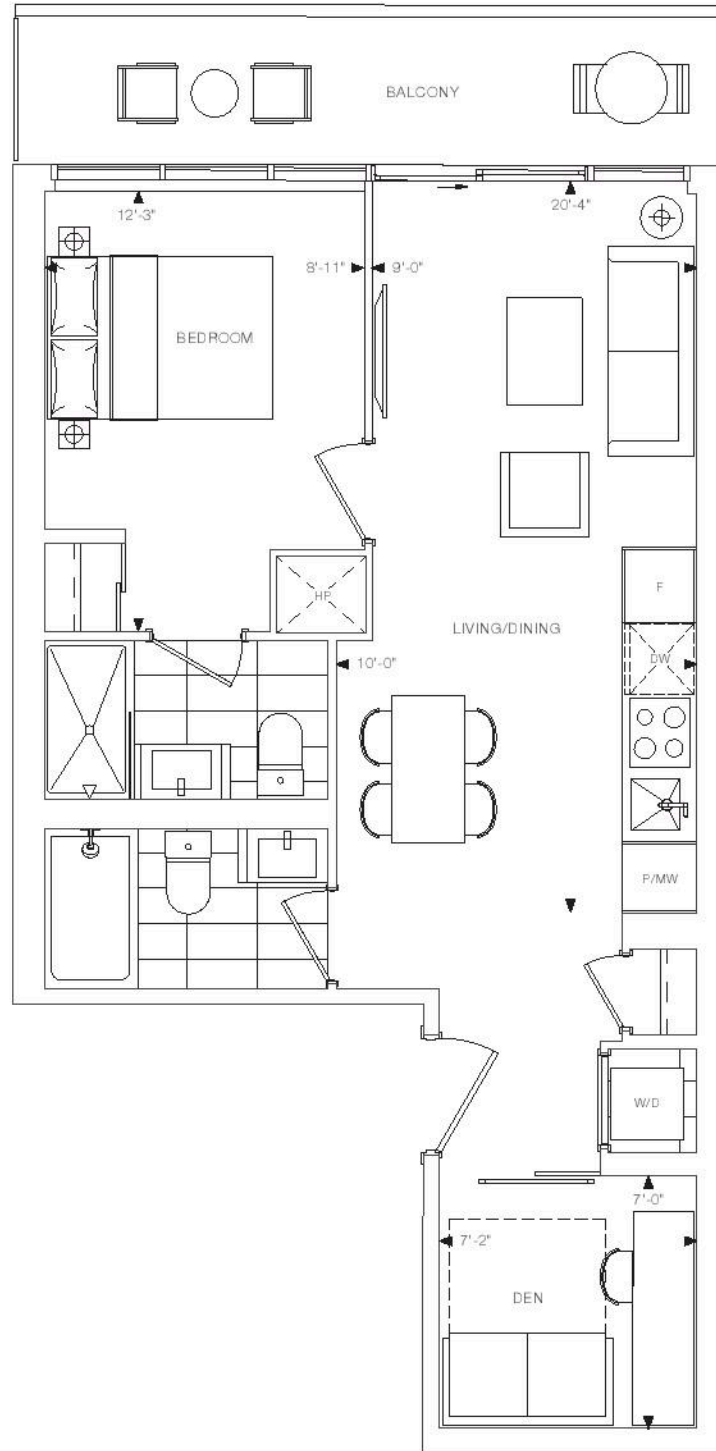 BALCONY
12'-3"
20'-4"
8'-11"
9'-0"
BEDROOM
F
HP
LIVING/DINING
DW
10'-0"
P/MW
W/D
7'-0"
7'-2"
DEN